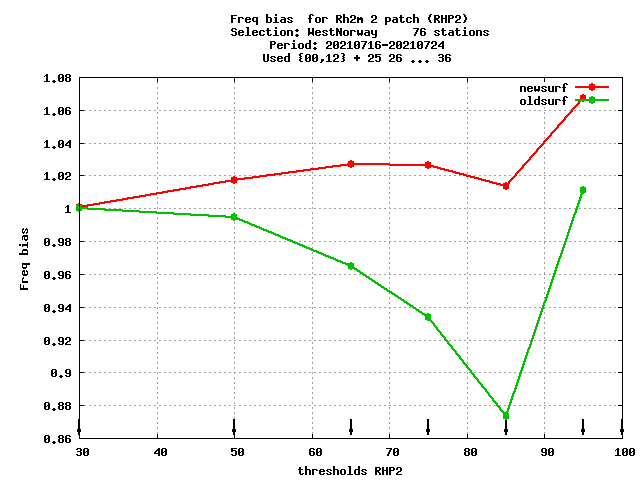 Freq bias  for Rh2m 2 patch (RHP2)
Selection: WestNorway     76 stations
Period: 20210716-20210724
Used {00,12} + 25 26 ... 36
newsurf
oldsurf
1.08
1.06
1.04
1.02
1
0.98
0.96
0.94
0.92
0.9
0.88
0.86
Freq bias
30 40 50 60 70 80 90 100
thresholds RHP2